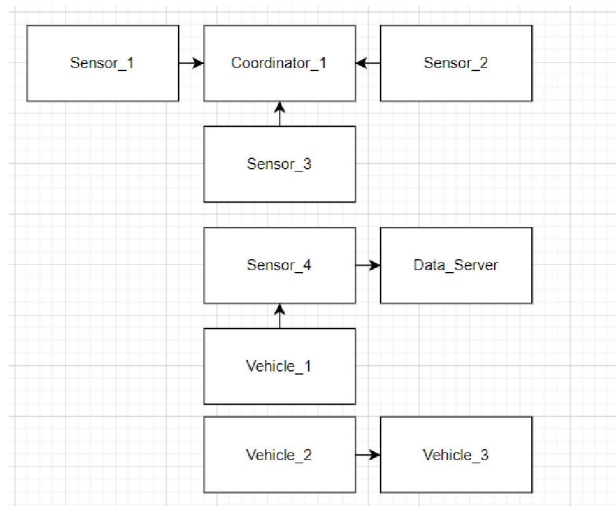 Sensor_1
Coordinator_1
Sensor_2
Sensor_3
Sensor_4
Data_Server
Vehicle_1
Vehicle_2
Vehicle_3